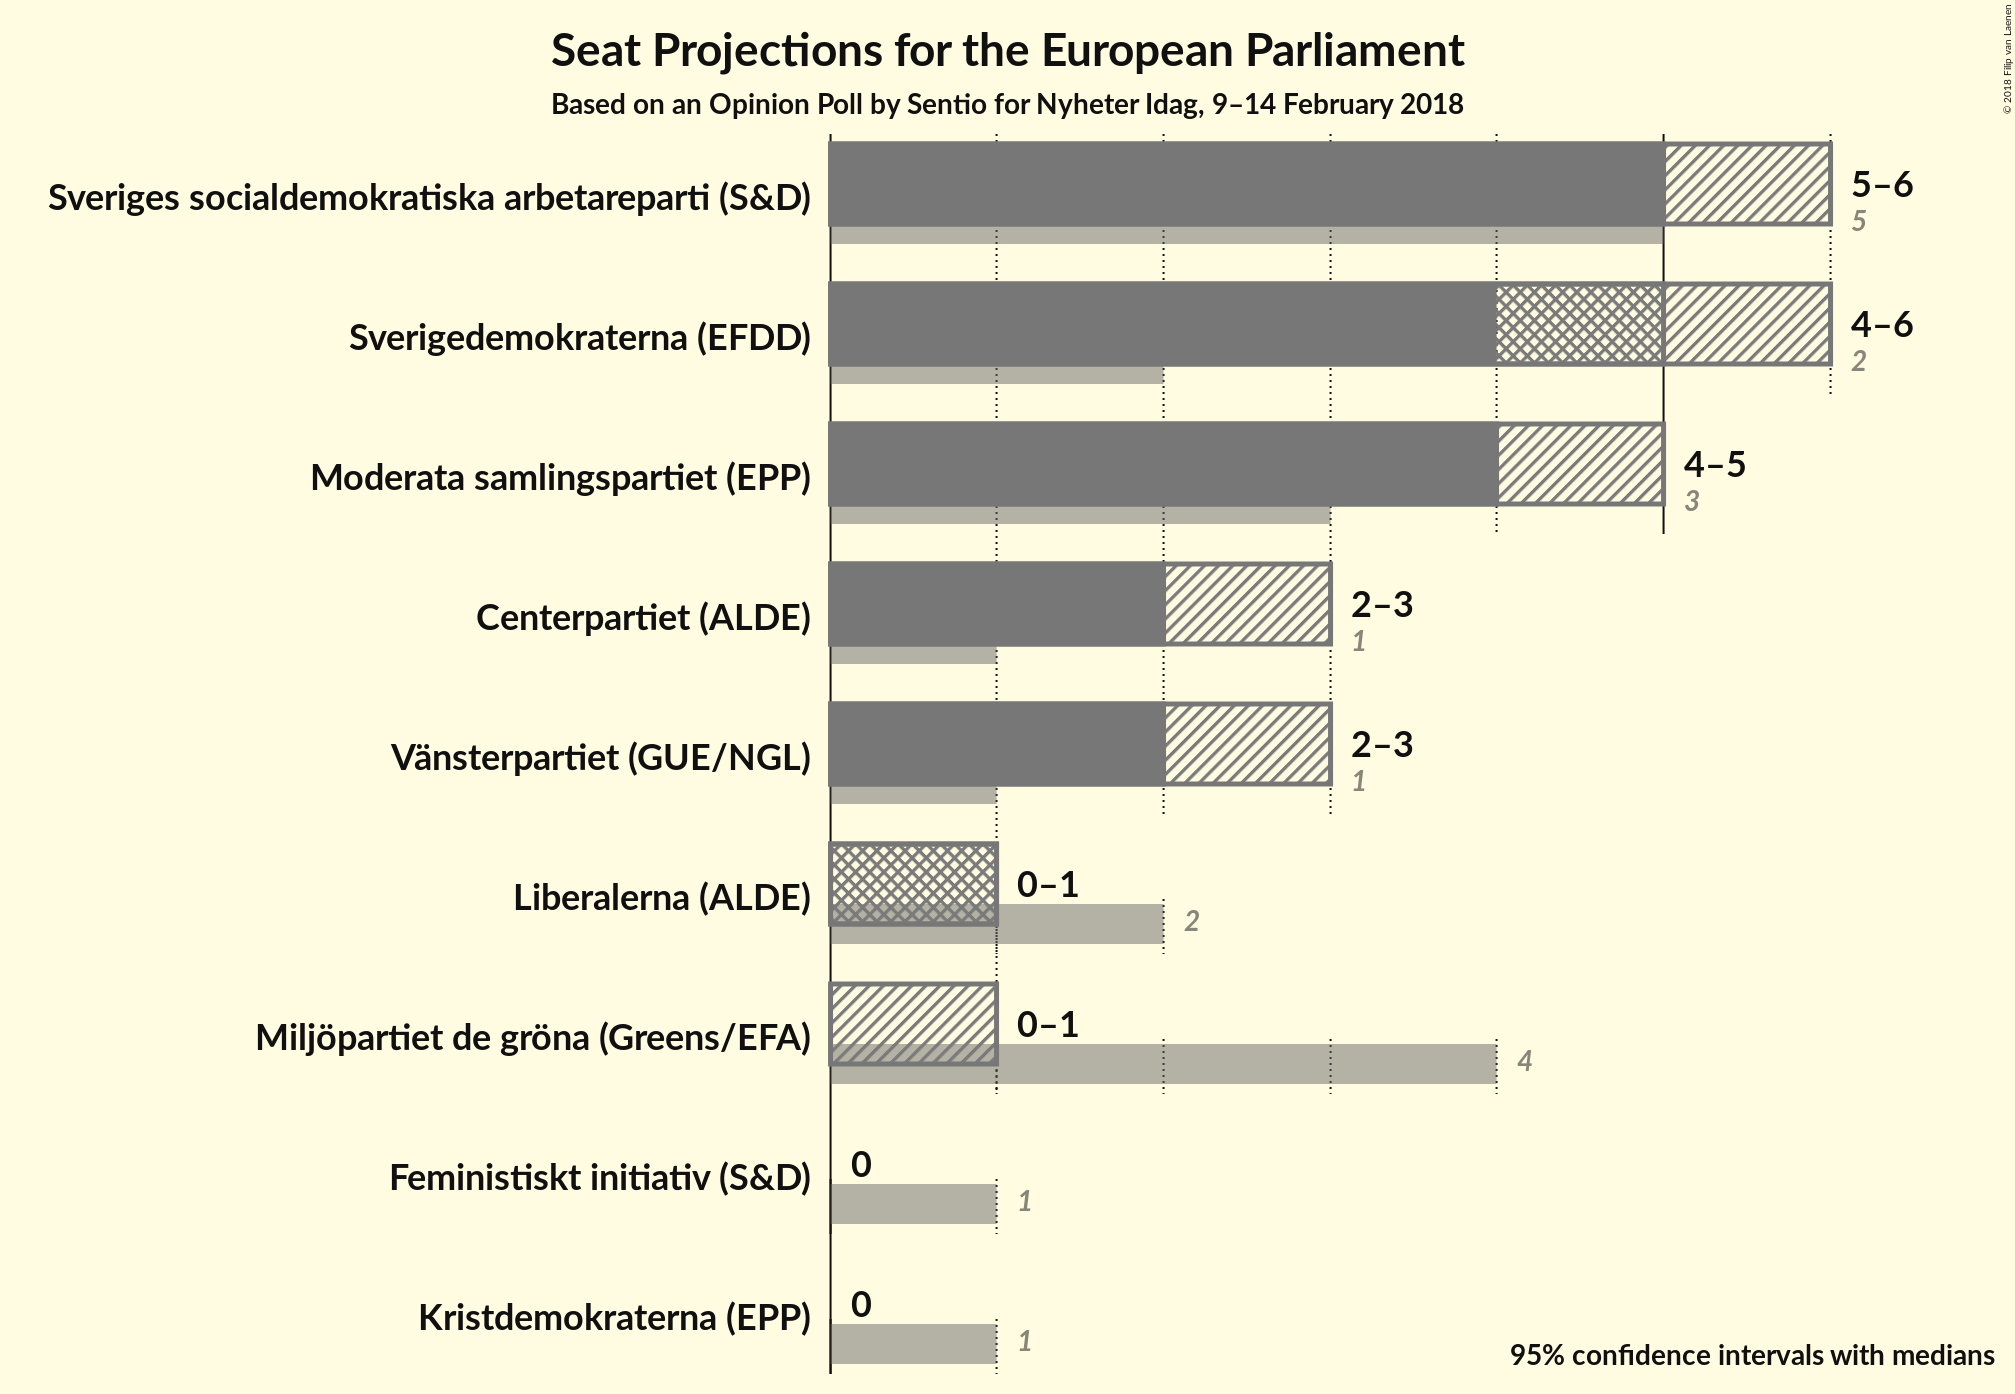 Seat Projections for the European Parliament
Based on an Opinion Poll by Sentio for Nyheter Idag, 9–14 February 2018
© 2018 Filip van Laenen
Sveriges socialdemokratiska arbetareparti (S&D)
5–6
5
Sverigedemokraterna (EFDD)
4–6
2
Moderata samlingspartiet (EPP)
4–5
3
Centerpartiet (ALDE)
2–3
1
Vänsterpartiet (GUE/NGL)
2–3
1
Liberalerna (ALDE)
0–1
2
Miljöpartiet de gröna (Greens/EFA)
0–1
4
Feministiskt initiativ (S&D)
0
1
Kristdemokraterna (EPP)
0
1
95% confidence intervals with medians